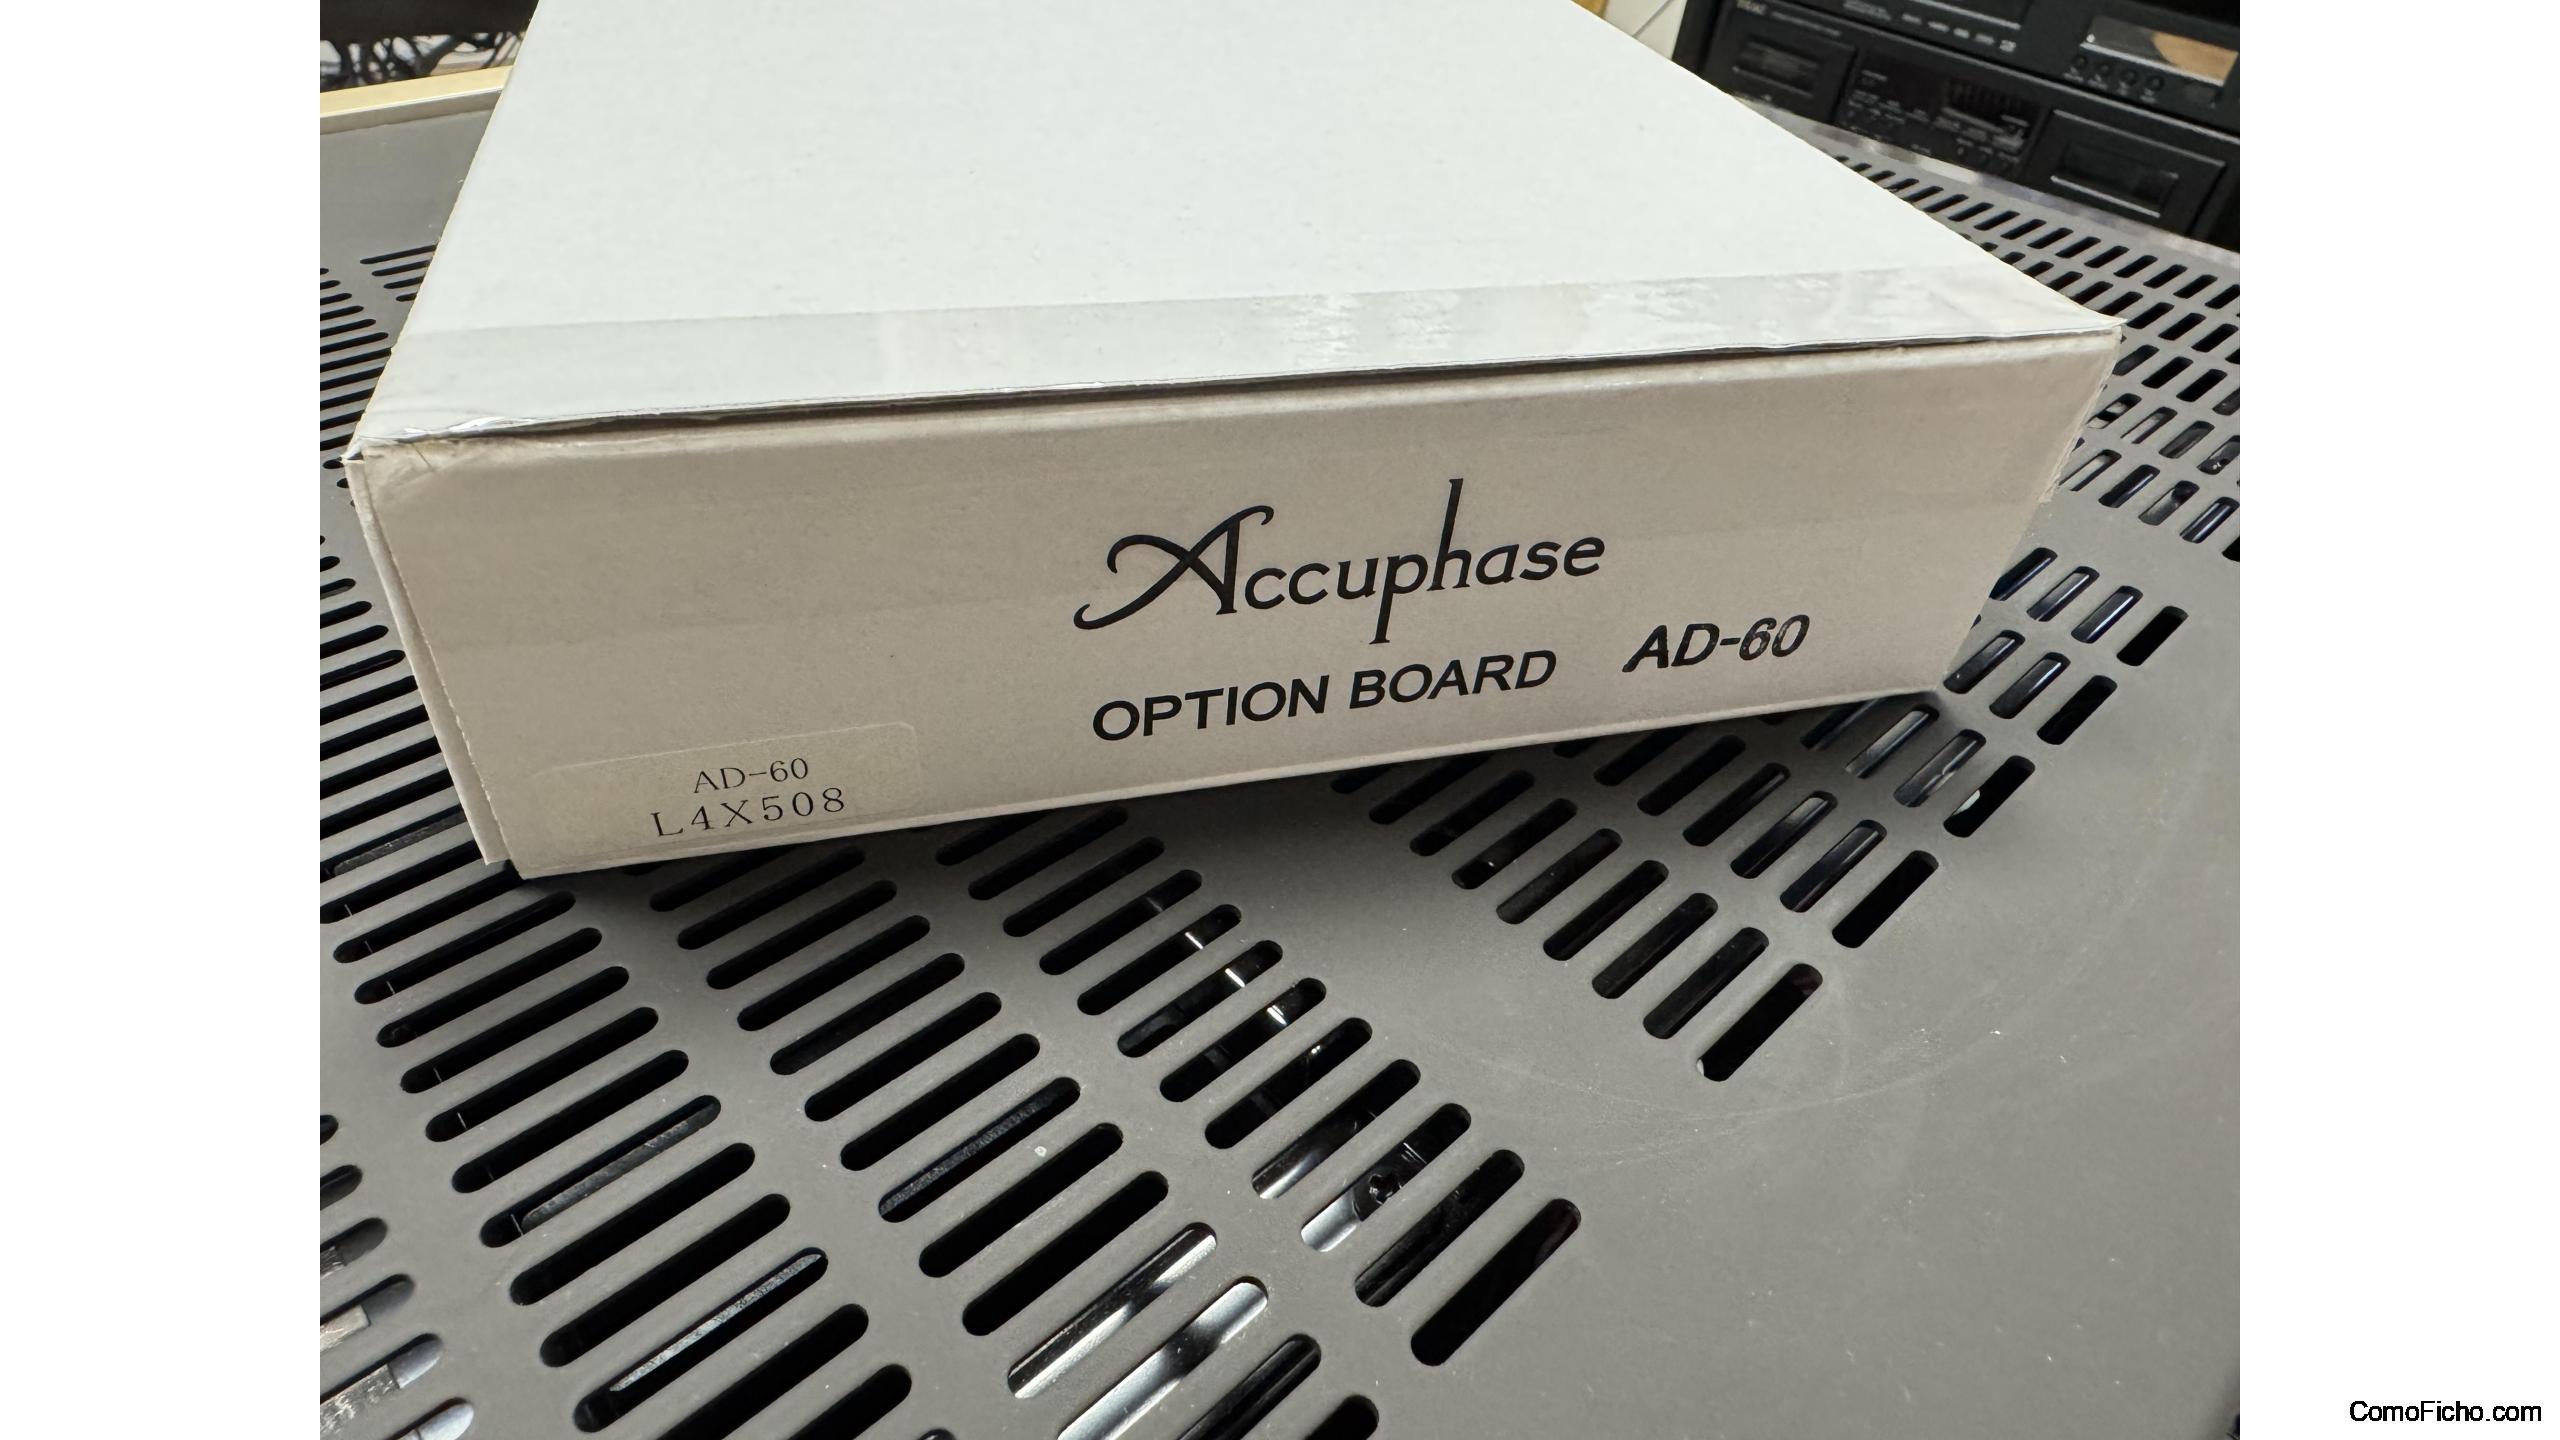 Accuphase
OPTION BOARD AD-60
AD-60
L4X508
ComoFicho.com